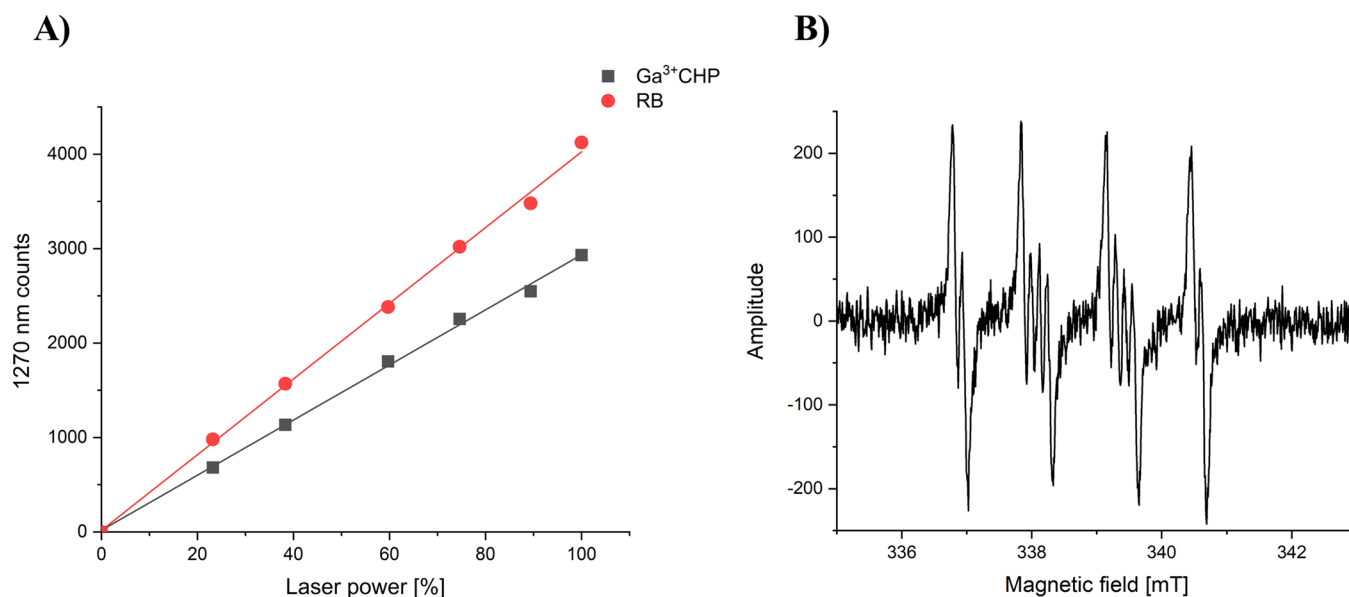 A)
Ga³⁺CHP
RB
1270 nm counts
4000
3000
2000
1000
0
0 20 40 60 80 100
Laser power [%]
B)
Amplitude
200
100
0
-100
-200
336 338 340 342
Magnetic field [mT]